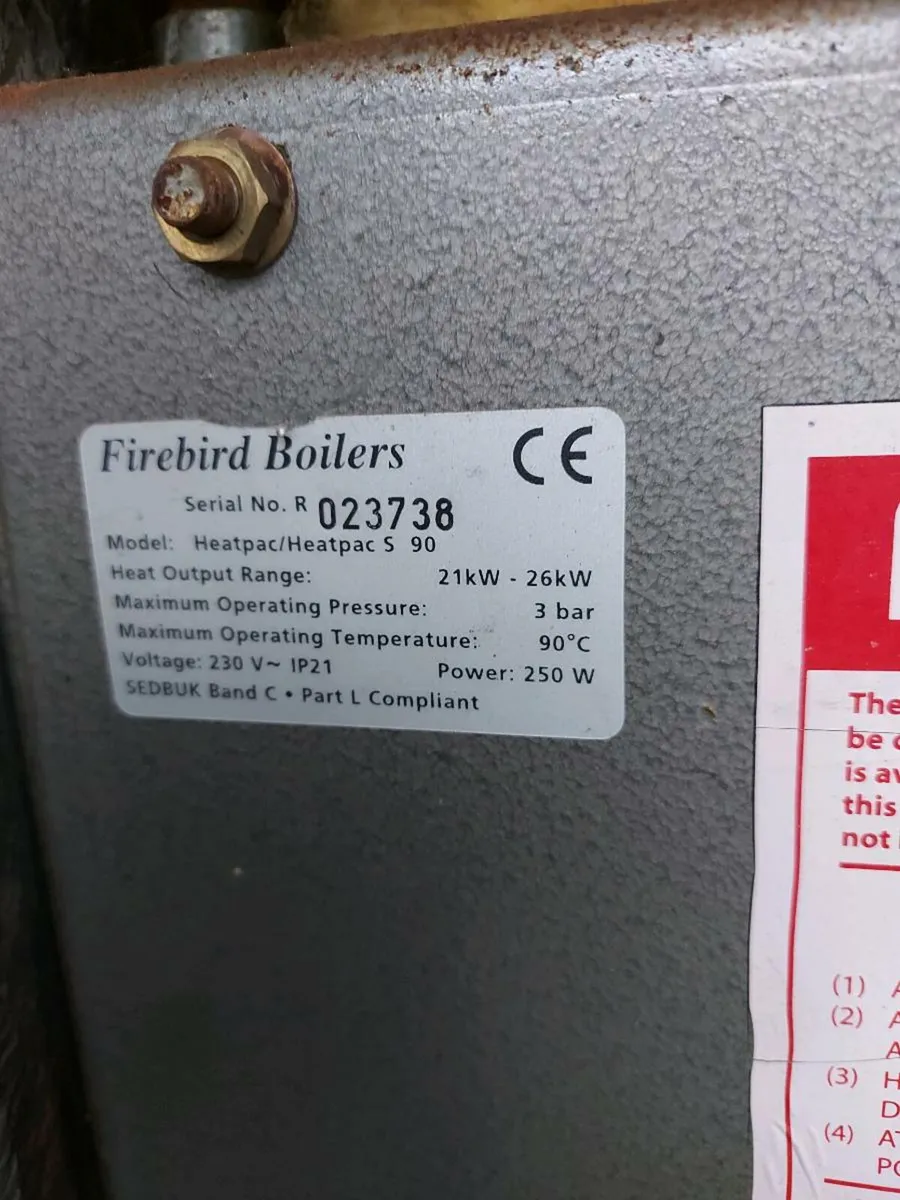 Firebird Boilers CE
Serial No. R 023738
Model: Heatpac/Heatpac S 90
Heat Output Range: 21kW - 26kW
Maximum Operating Pressure: 3 bar
Maximum Operating Temperature: 90°C
Voltage: 230 V~ IP21 Power: 250 W
SEDBUK Band C • Part L Compliant
The
be
is
this
not
(1)
(2)
(3)
(4)